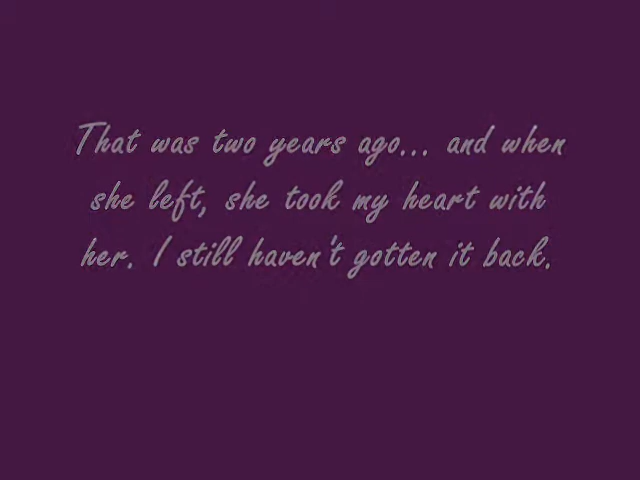 That was two years ago... and when
she left, she took my heart with
her. I still haven't gotten it back.